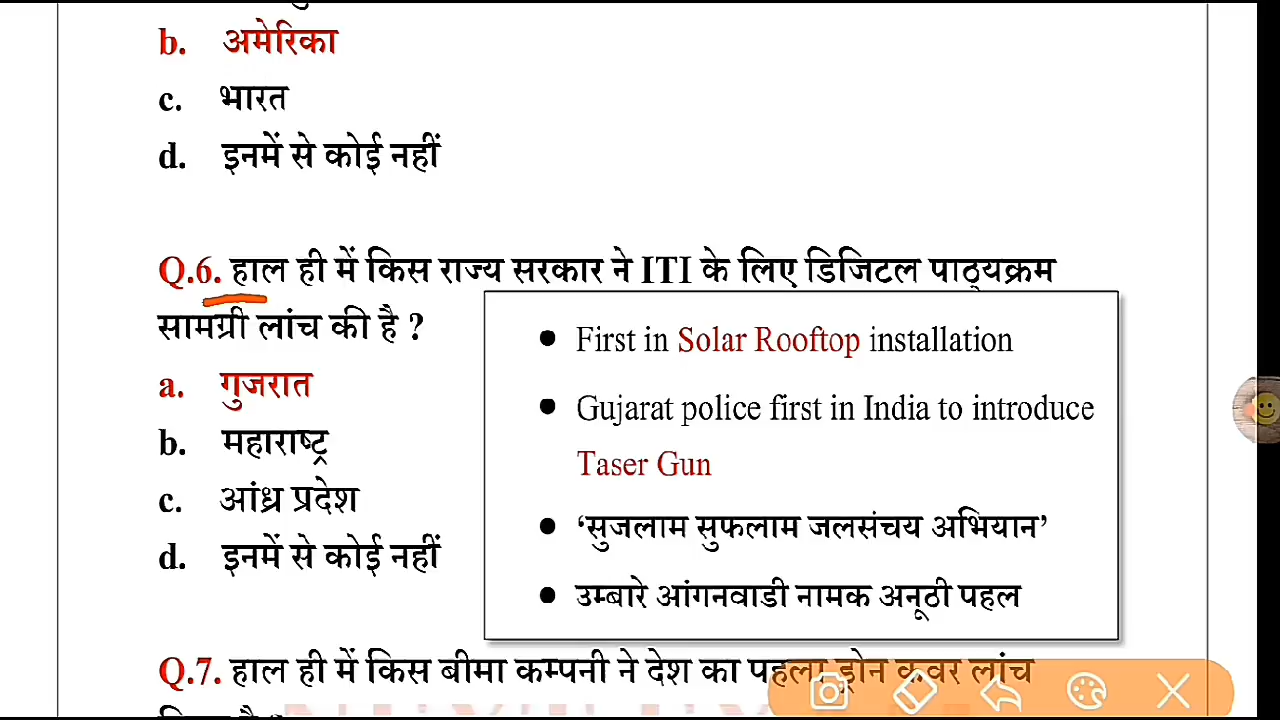 b. अमेरिका
c. भारत
d. इनमें से कोई नहीं
Q.6. हाल ही में किस राज्य सरकार ने ITI के लिए डिजिटल पाठ्यक्रम
सामग्री लांच की है ?
a. गुजरात
b. महाराष्ट्र
c. आंध्र प्रदेश
d. इनमें से कोई नहीं
• First in Solar Rooftop installation
• Gujarat police first in India to introduce
Taser Gun
• ‘सुजलाम सुफलाम जलसंचय अभियान’
• उम्बारे आंगनवाडी नामक अनूठी पहल
Q.7. हाल ही में किस बीमा कम्पनी ने देश का पहला ड्रोन कवर लांच